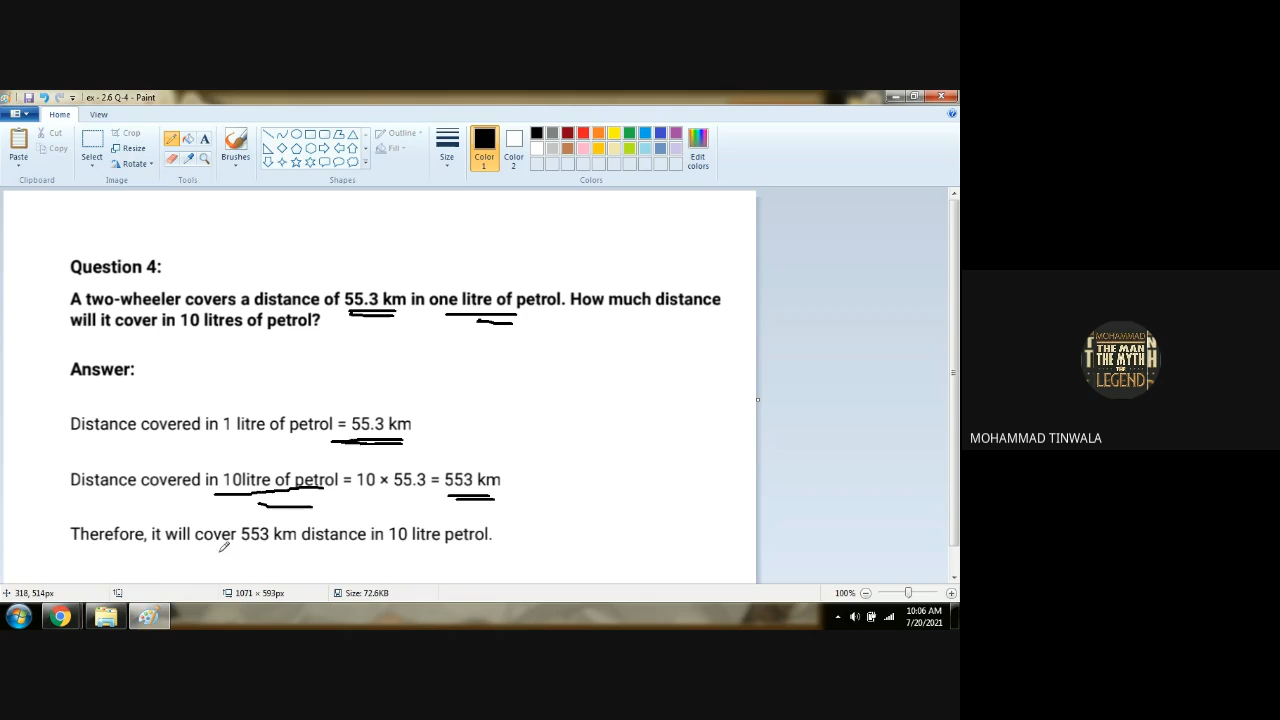 ex - 2.6 Q-4 - Paint
Home View
Paste
Cut
Copy
Select
Crop
Resize
Rotate
A
Brushes
Outline
Fill
Size
Color
1
Color
2
Edit
colors
Clipboard Image Tools Shapes Colors
Question 4:
A two-wheeler covers a distance of 55.3 km in one litre of petrol. How much distance
will it cover in 10 litres of petrol?
Answer:
Distance covered in 1 litre of petrol = 55.3 km
Distance covered in 10litre of petrol = 10 × 55.3 = 553 km
Therefore, it will cover 553 km distance in 10 litre petrol.
318, 514px 1071 × 593px Size: 72.6KB 100%
10:06 AM
7/20/2021
MOHAMMAD
THE MAN
THE MYTH
THE
LEGEND
MOHAMMAD TINWALA